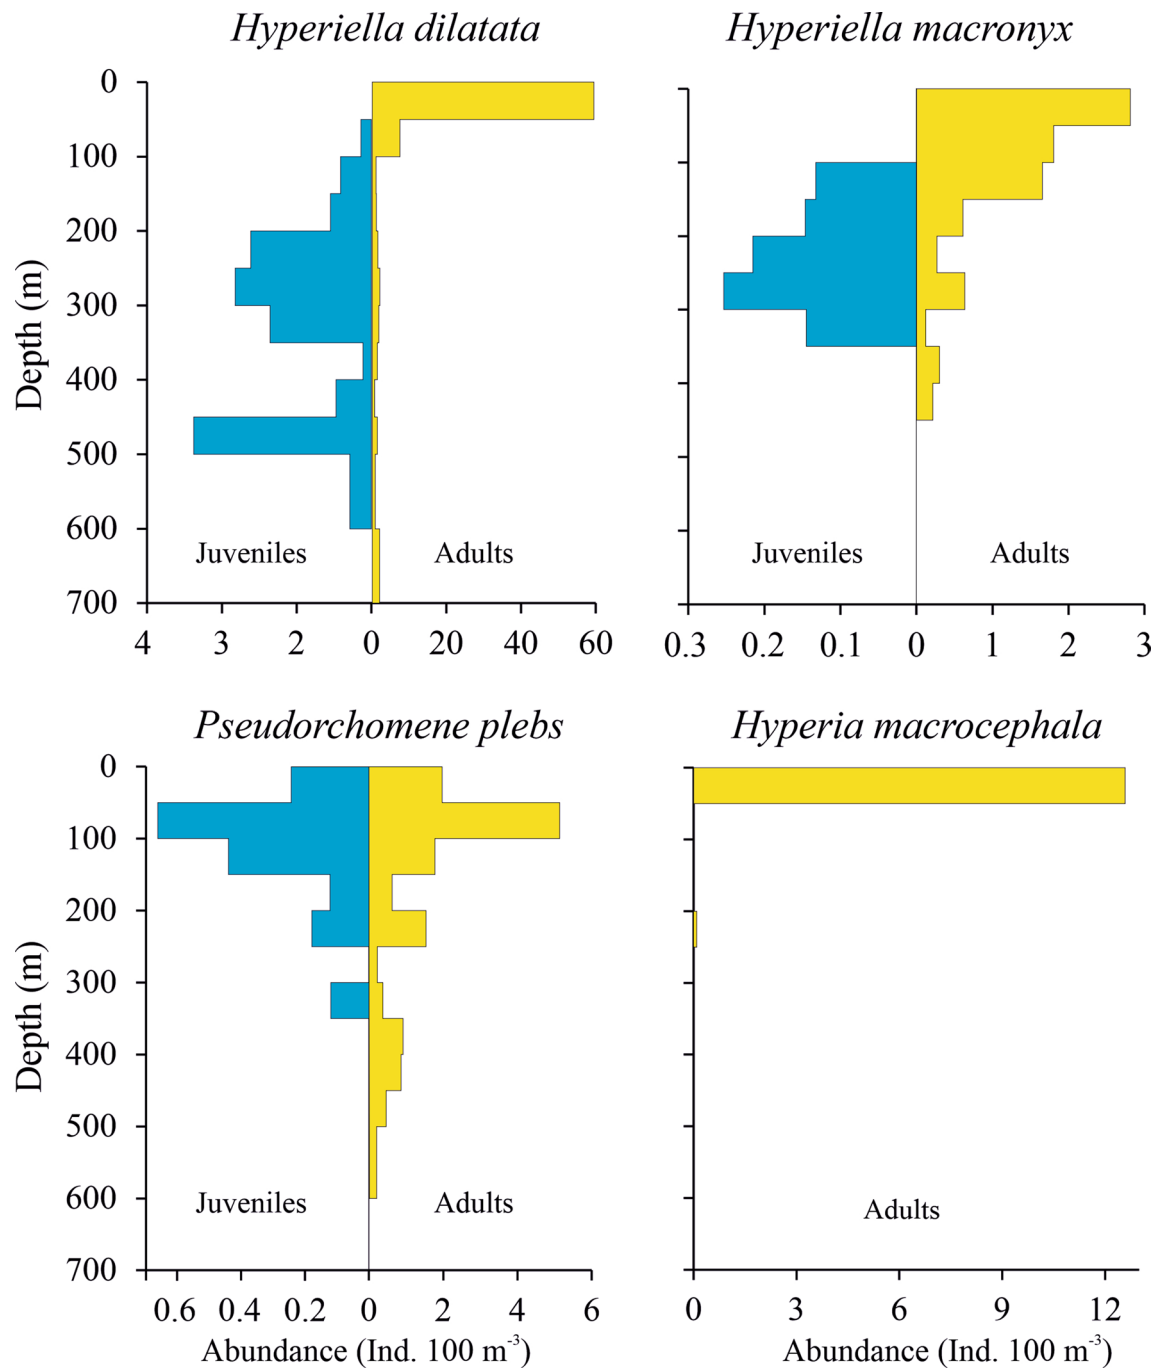 Hyperiella dilatata
Hyperiella macronyx
0
100
200
300
400
500
600
700
Depth (m)
Juveniles
Adults
4 3 2 0 20 40 60
Juveniles
Adults
0.3 0.2 0.1 0 1 2 3
Pseudorchomene plebs
Hyperia macrocephala
0
100
200
300
400
500
600
700
Depth (m)
Juveniles
Adults
0.6 0.4 0.2 0 2 4 6
Abundance (Ind. 100 m⁻³)
Adults
0 3 6 9 12
Abundance (Ind. 100 m⁻³)